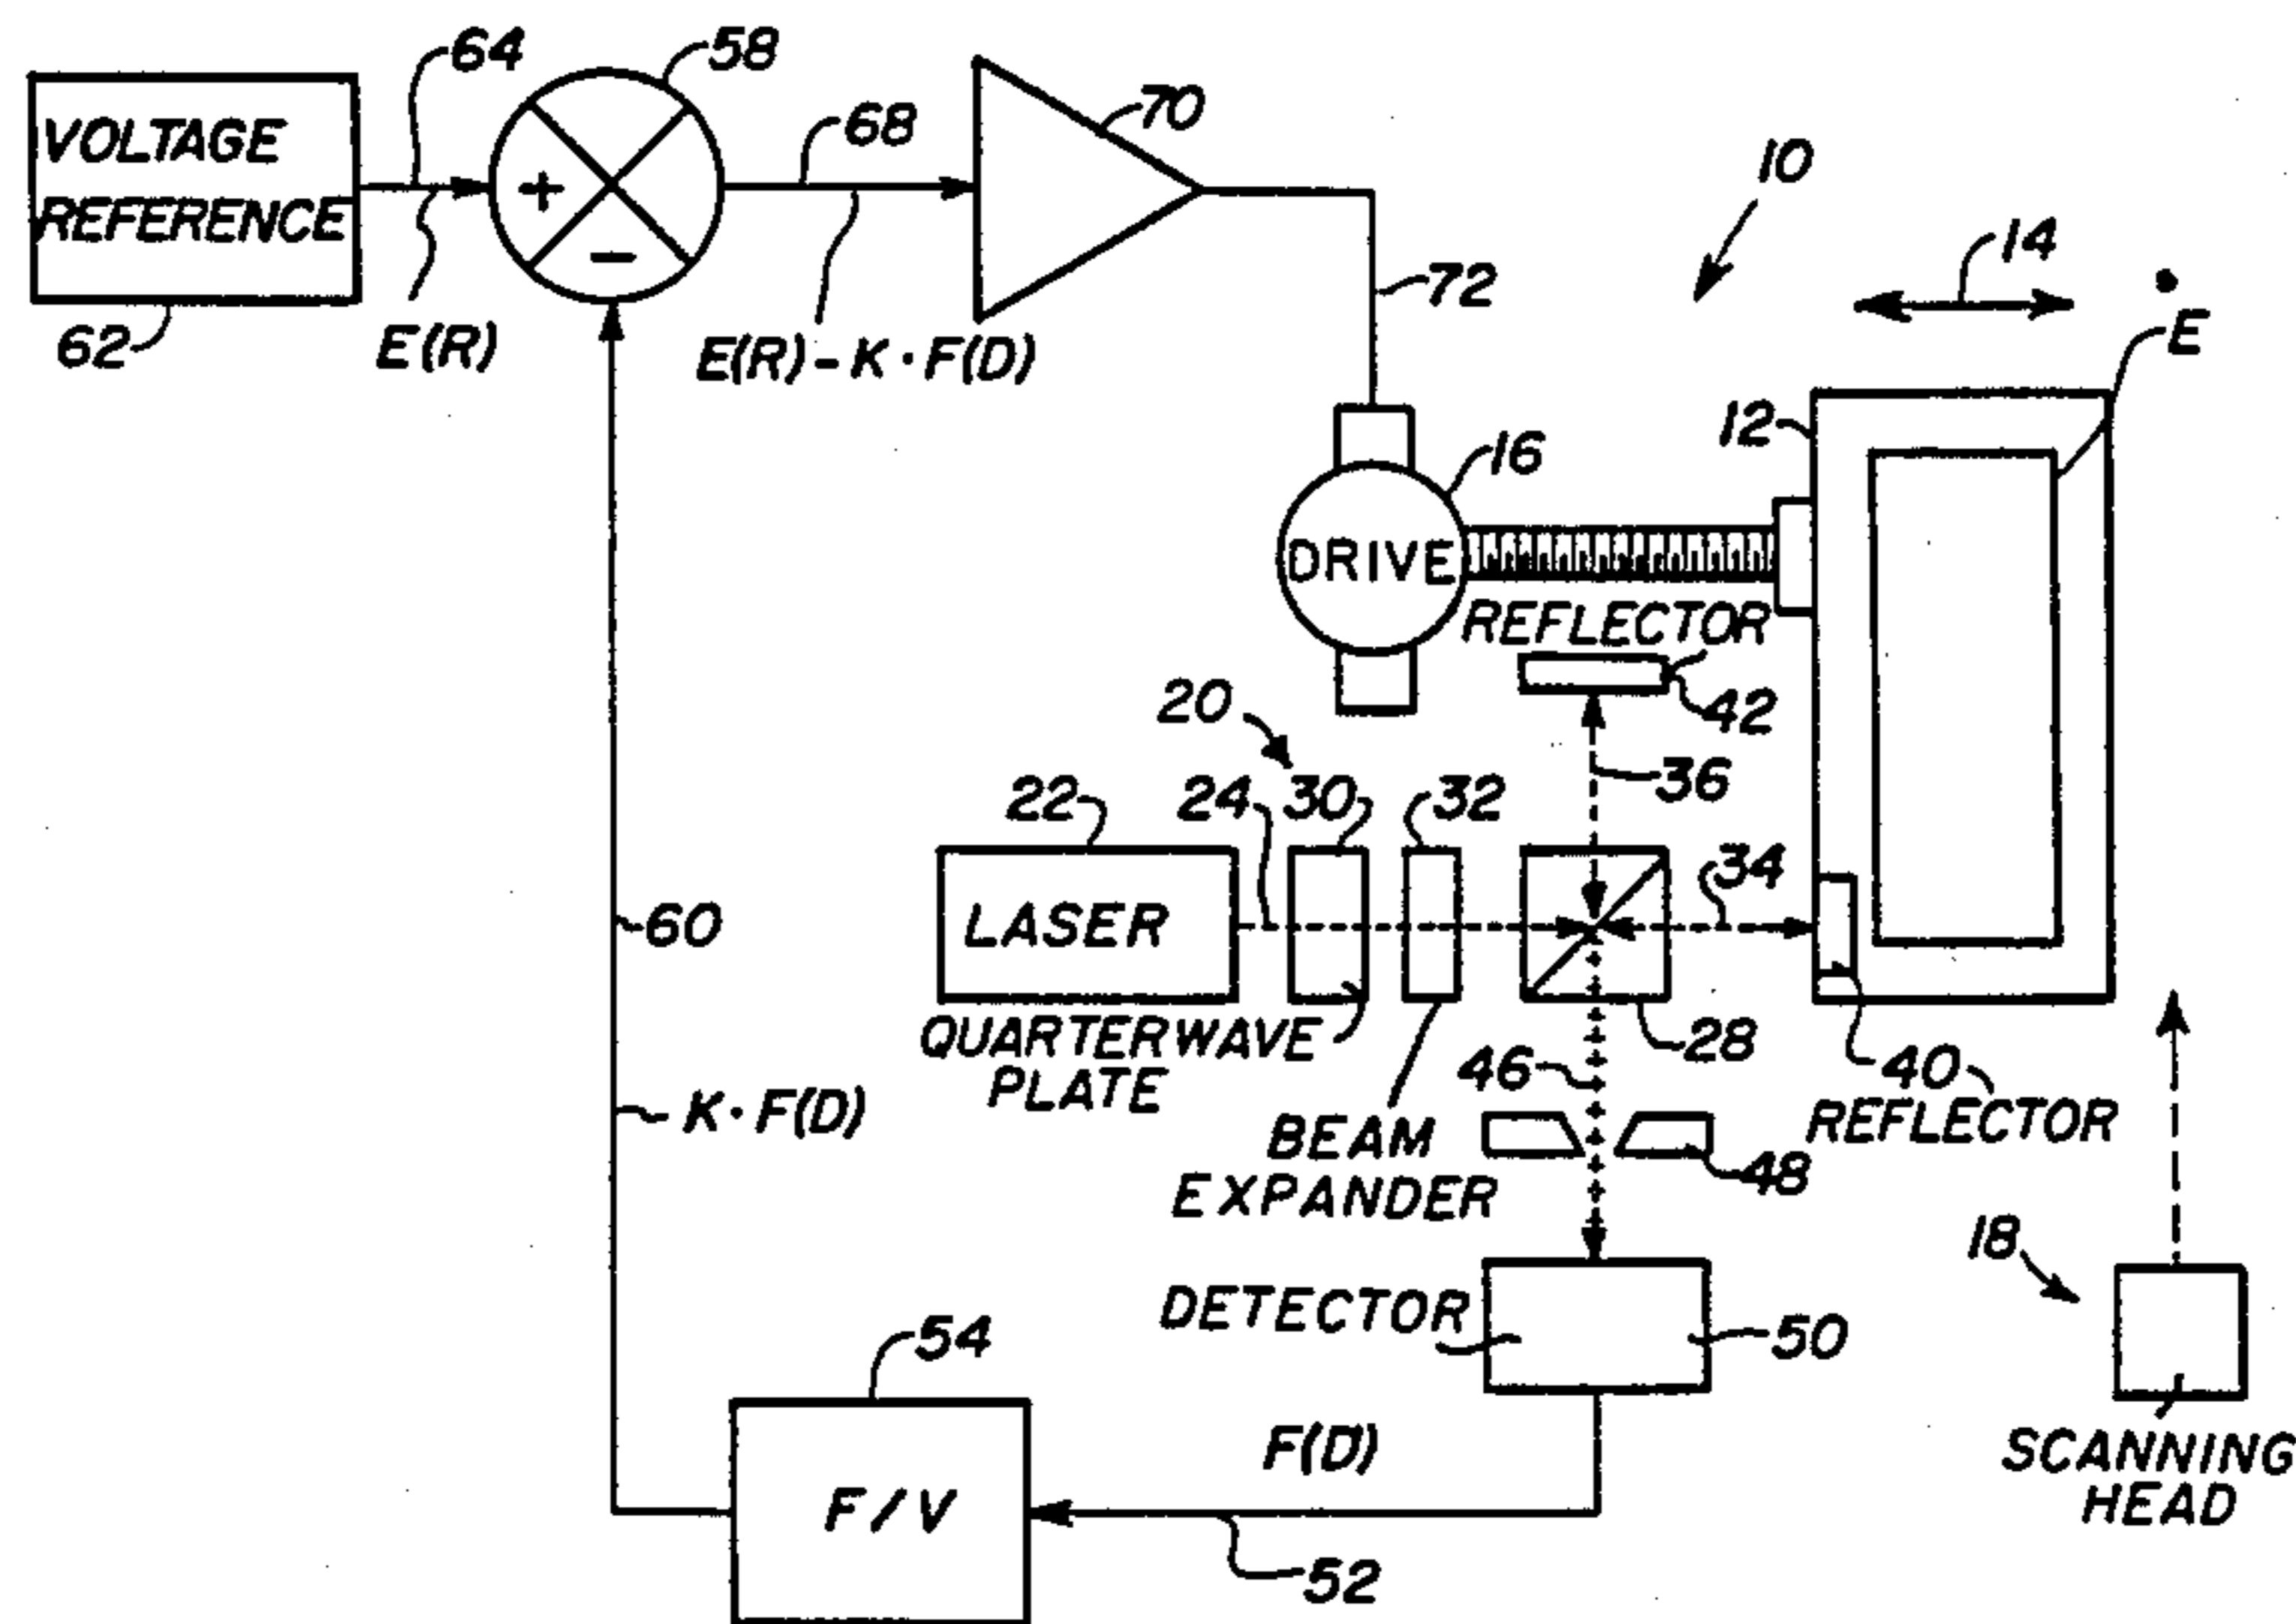 64
58
70
VOLTAGE
REFERENCE
+
-
68
10
14
62
E(R)
E(R) - K · F(D)
72
E
12
16
DRIVE
REFLECTOR
42
20
36
22
24
30
32
34
LASER
60
QUARTERWAVE
PLATE
28
46
40
REFLECTOR
K · F(D)
BEAM
EXPANDER
48
18
DETECTOR
50
54
F(D)
SCANNING
HEAD
F/V
52